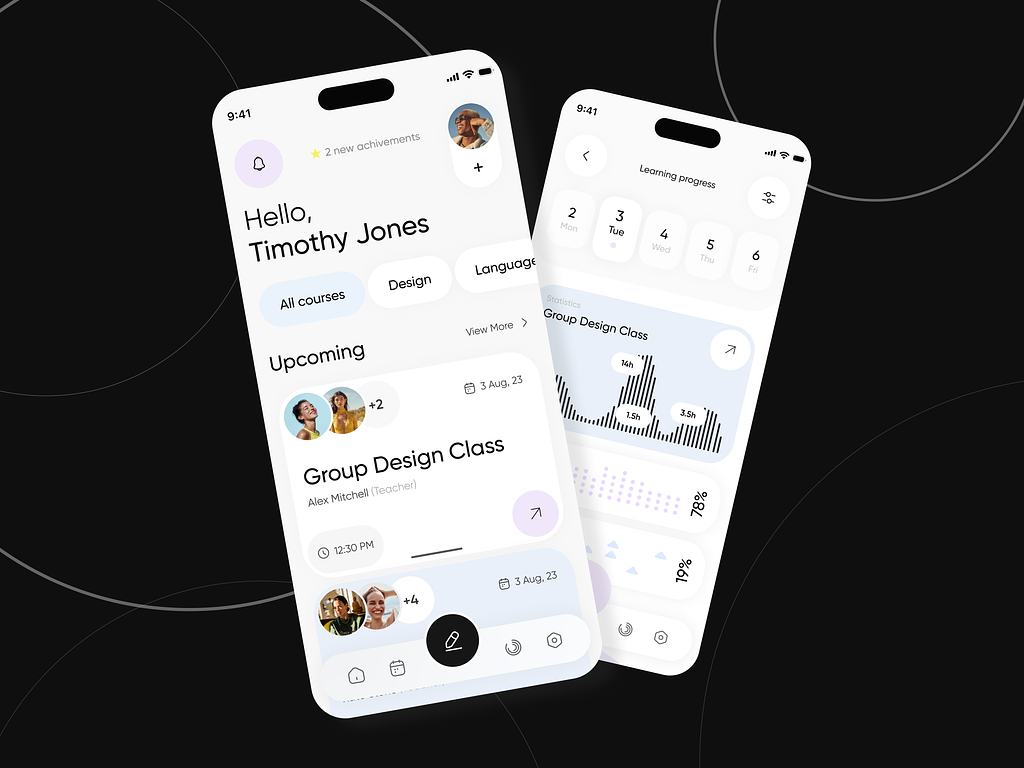 9:41
2 new achivements
+
Hello,
Timothy Jones
All courses
Design
Language
View More
Upcoming
+2
3 Aug, 23
Group Design Class
Alex Mitchell (Teacher)
12:30 PM
+4
3 Aug, 23
9:41
Learning progress
2
Mon
3
Tue
4
Wed
5
Thu
6
Fri
Statistics
Group Design Class
14h
1.5h
3.5h
78%
19%